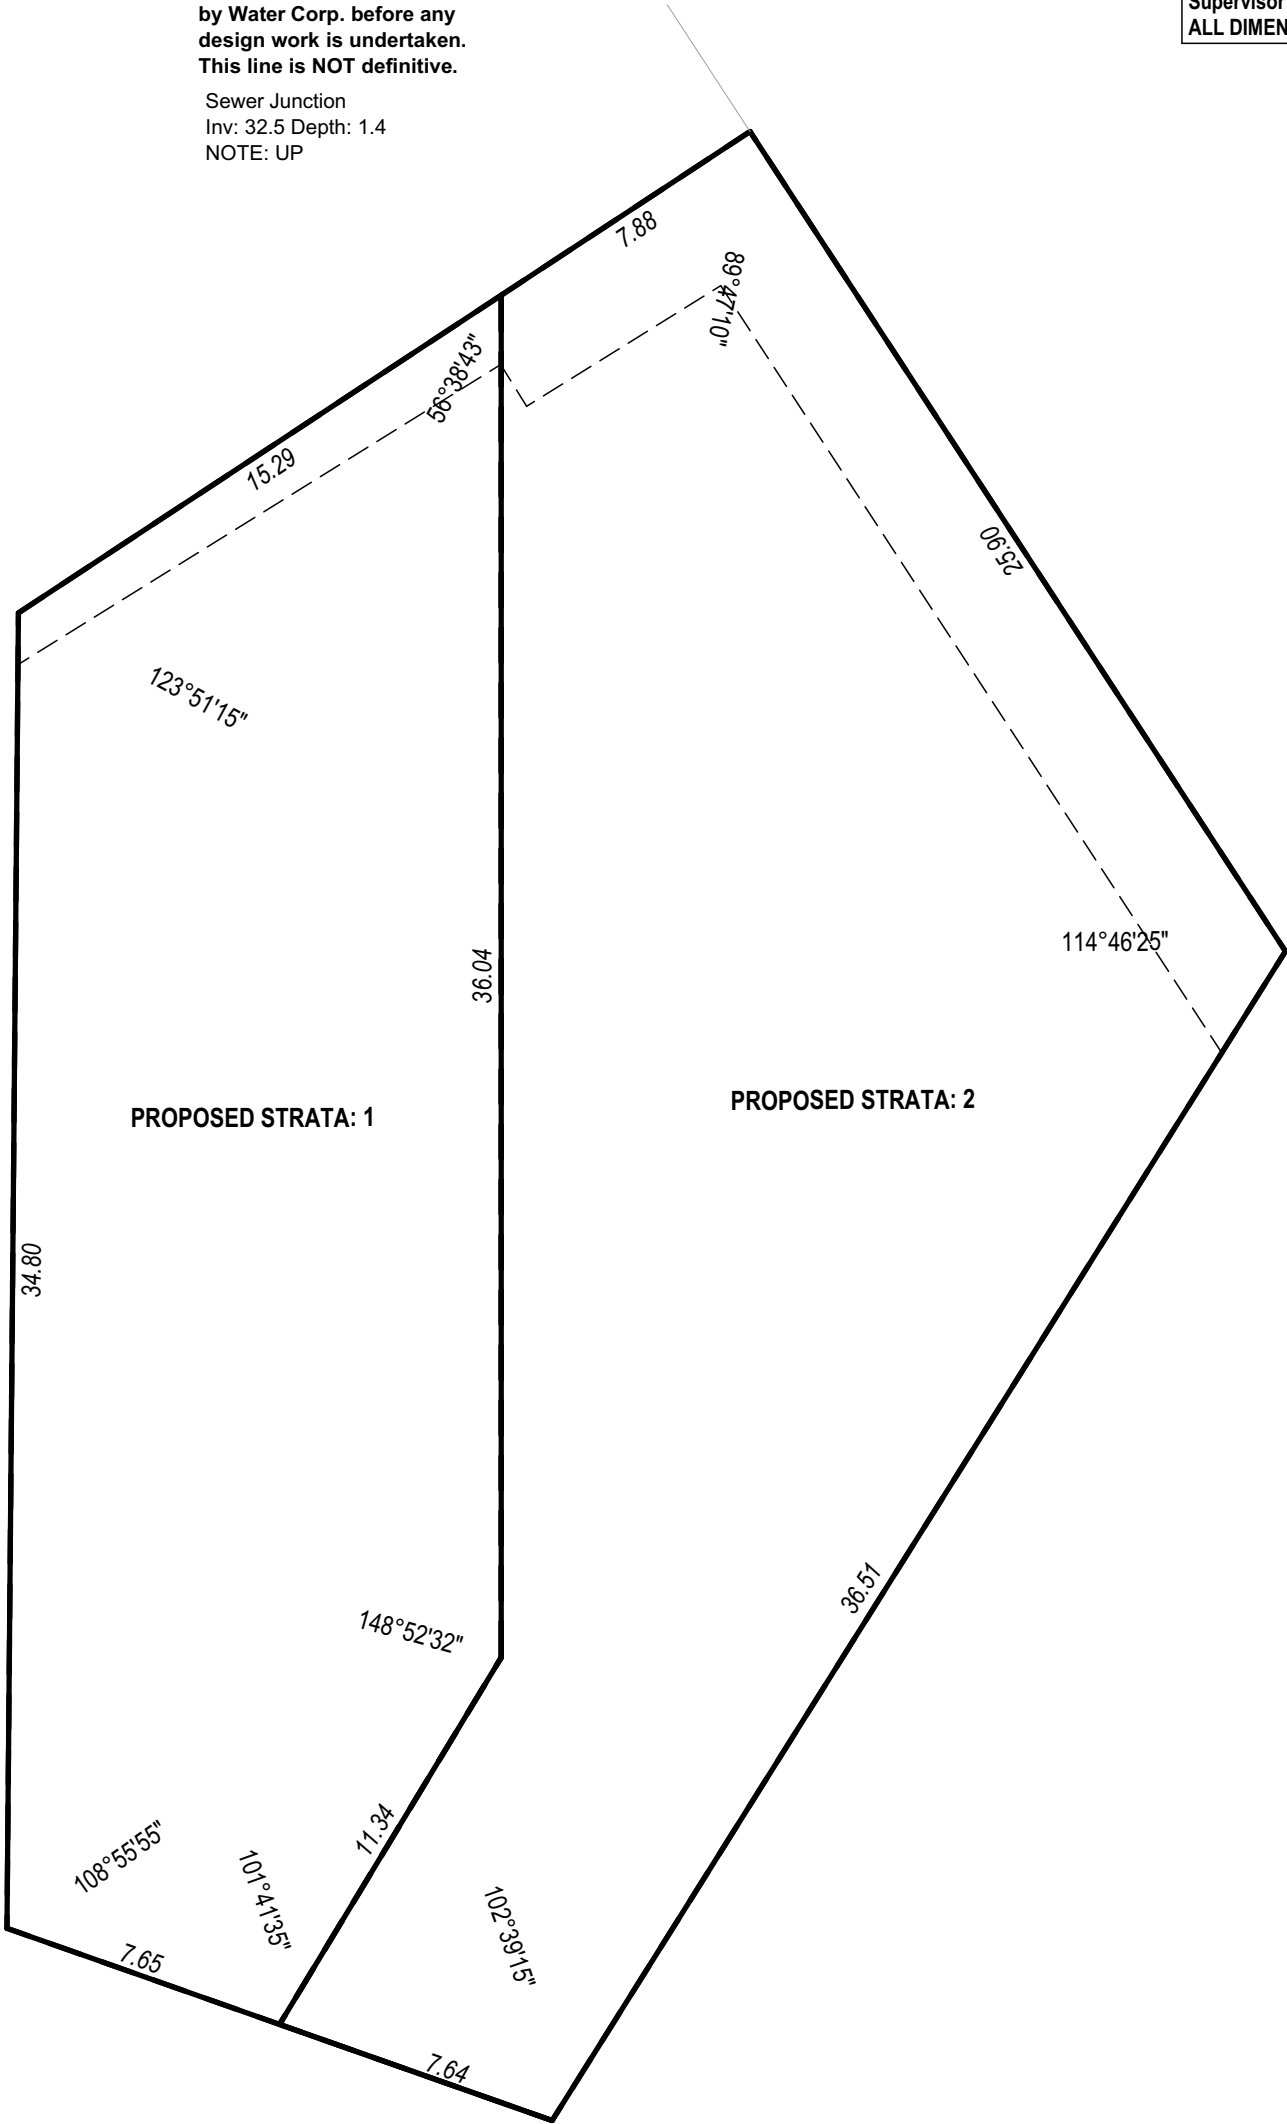 by Water Corp. before any
design work is undertaken.
This line is NOT definitive.
Sewer Junction
Inv: 32.5 Depth: 1.4
NOTE: UP
Supervisor
ALL DIMEN
7.88
89°47'10"
56°38'43"
15.29
25.90
123°51'15"
114°46'25"
36.04
PROPOSED STRATA: 1
PROPOSED STRATA: 2
34.80
36.51
148°52'32"
11.34
108°55'55"
101°41'35"
102°39'15"
7.65
7.64